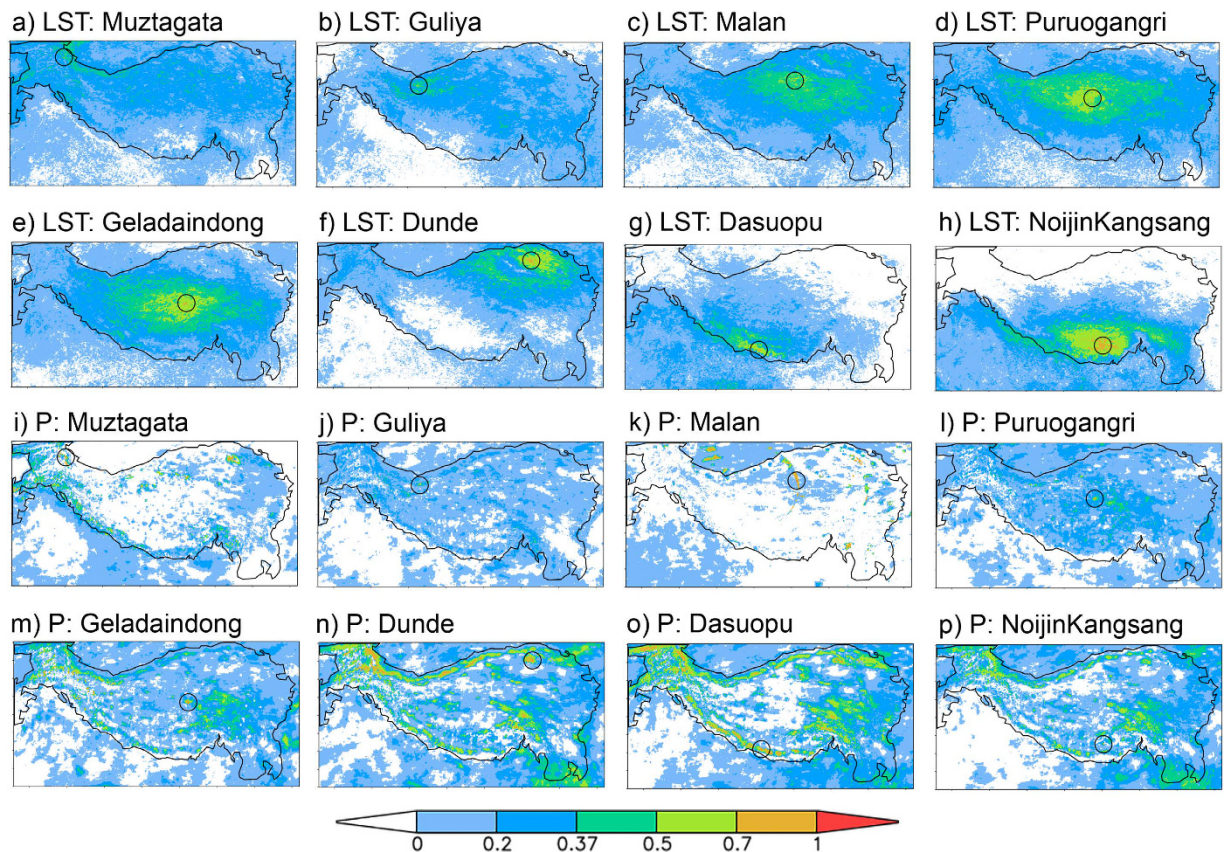 a) LST: Muztagata b) LST: Guliya c) LST: Malan d) LST: Puruogangri
e) LST: Geladaindong f) LST: Dunde g) LST: Dasuopu h) LST: NoijinKangsang
i) P: Muztagata j) P: Guliya k) P: Malan l) P: Puruogangri
m) P: Geladaindong n) P: Dunde o) P: Dasuopu p) P: NoijinKangsang
0 0.2 0.37 0.5 0.7 1